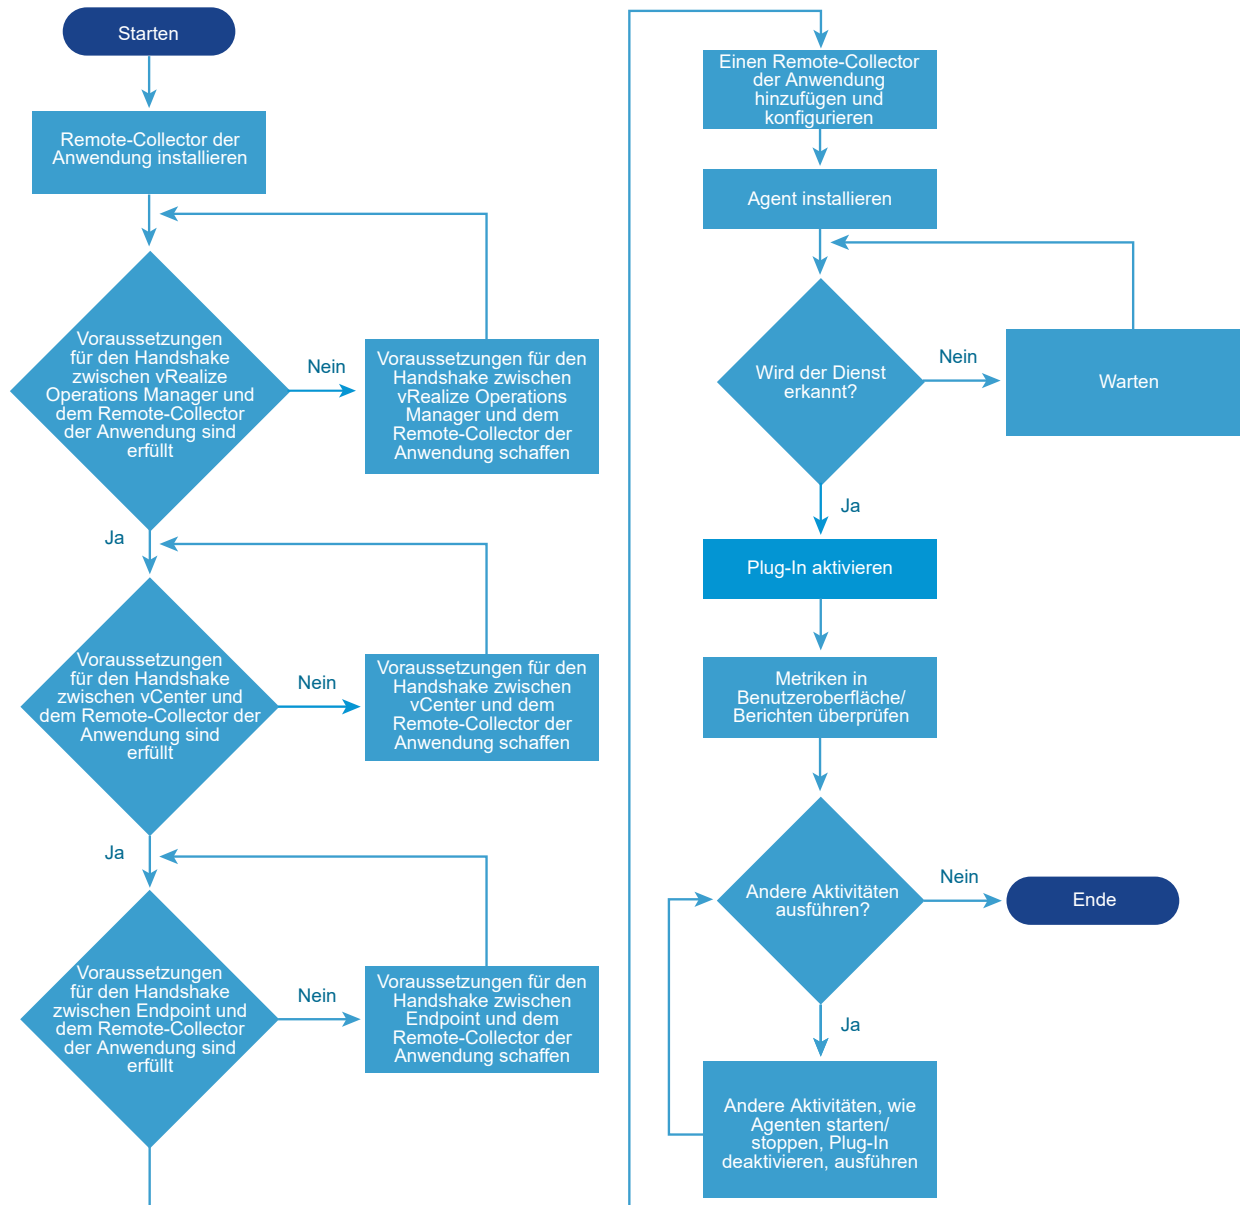 Starten
Remote-Collector der
Anwendung installieren
Voraussetzungen
für den Handshake
zwischen vRealize
Operations Manager und
dem Remote-Collector
der Anwendung sind
erfüllt
Nein
Voraussetzungen für den
Handshake zwischen
vRealize Operations
Manager und dem
Remote-Collector der
Anwendung schaffen
Ja
Voraussetzungen
für den Handshake
zwischen vCenter und
dem Remote-Collector der
Anwendung sind
erfüllt
Nein
Voraussetzungen für den
Handshake zwischen
vCenter und dem
Remote-Collector der
Anwendung schaffen
Ja
Voraussetzungen
für den Handshake
zwischen Endpoint und
dem Remote-Collector
der Anwendung sind
erfüllt
Nein
Voraussetzungen für den
Handshake zwischen
Endpoint und dem
Remote-Collector der
Anwendung schaffen
Einen Remote-Collector
der Anwendung
hinzufügen und
konfigurieren
Agent installieren
Wird der Dienst
erkannt?
Nein
Warten
Ja
Plug-In aktivieren
Metriken in
Benutzeroberfläche/
Berichten überprüfen
Andere Aktivitäten
ausführen?
Nein
Ende
Ja
Andere Aktivitäten, wie
Agenten starten/
stoppen, Plug-In
deaktivieren, ausführen